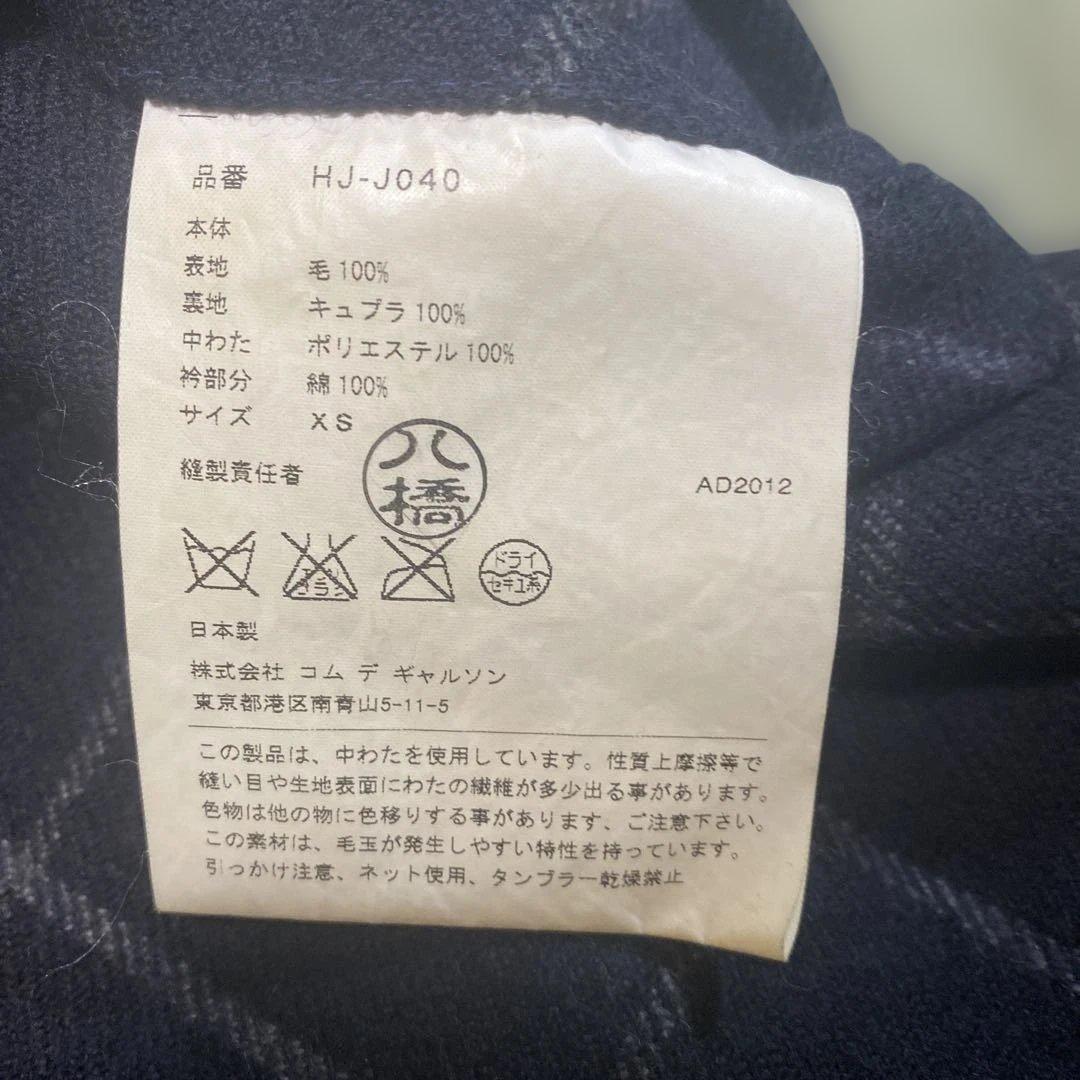 品番 HJ-J040
本体
表地 毛 100%
裏地 キュプラ 100%
中わた ポリエステル 100%
衿部分 綿 100%
サイズ XS
縫製責任者 八橋
AD2012
エンソ
サラシ
ドライ
セキユ系
日本製
株式会社 コム デ ギャルソン
東京都港区南青山5-11-5
この製品は、中わたを使用しています。性質上摩擦等で
縫い目や生地表面にわたの繊維が多少出る事があります。
色物は他の物に色移りする事があります、ご注意下さい。
この素材は、毛玉が発生しやすい特性を持っています。
引っかけ注意、ネット使用、タンブラー乾燥禁止